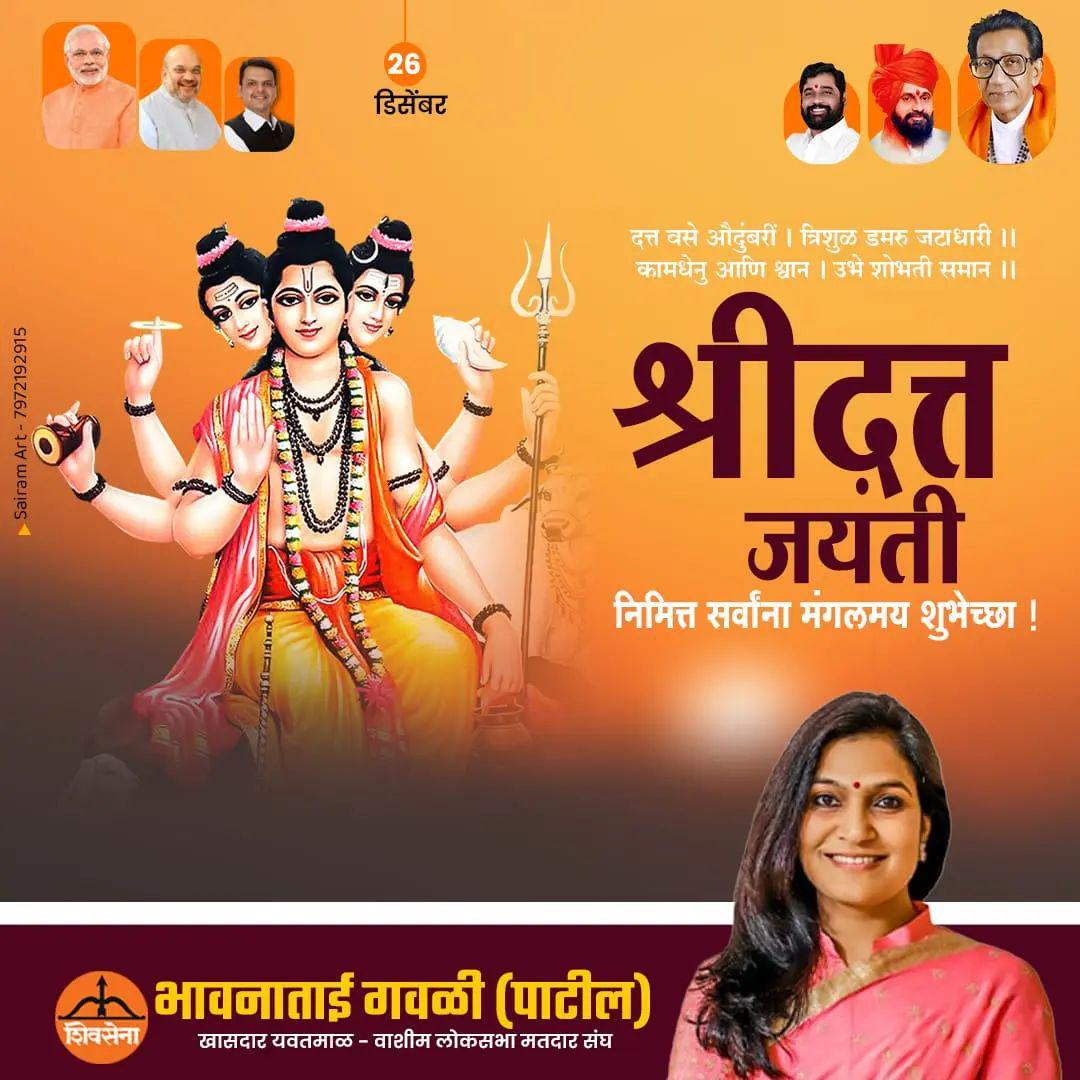 26
डिसेंबर
दत्त वसे औदुंबरीं । त्रिशुळ डमरु जटाधारी ।।
कामधेनु आणि श्वान । उभे शोभती समान ।।
श्रीदत्त
जयंती
निमित्त सर्वांना मंगलमय शुभेच्छा !
Sairam Art - 7972192915
शिवसेना
भावनाताई गवळी (पाटील)
खासदार यवतमाळ - वाशीम लोकसभा मतदार संघ